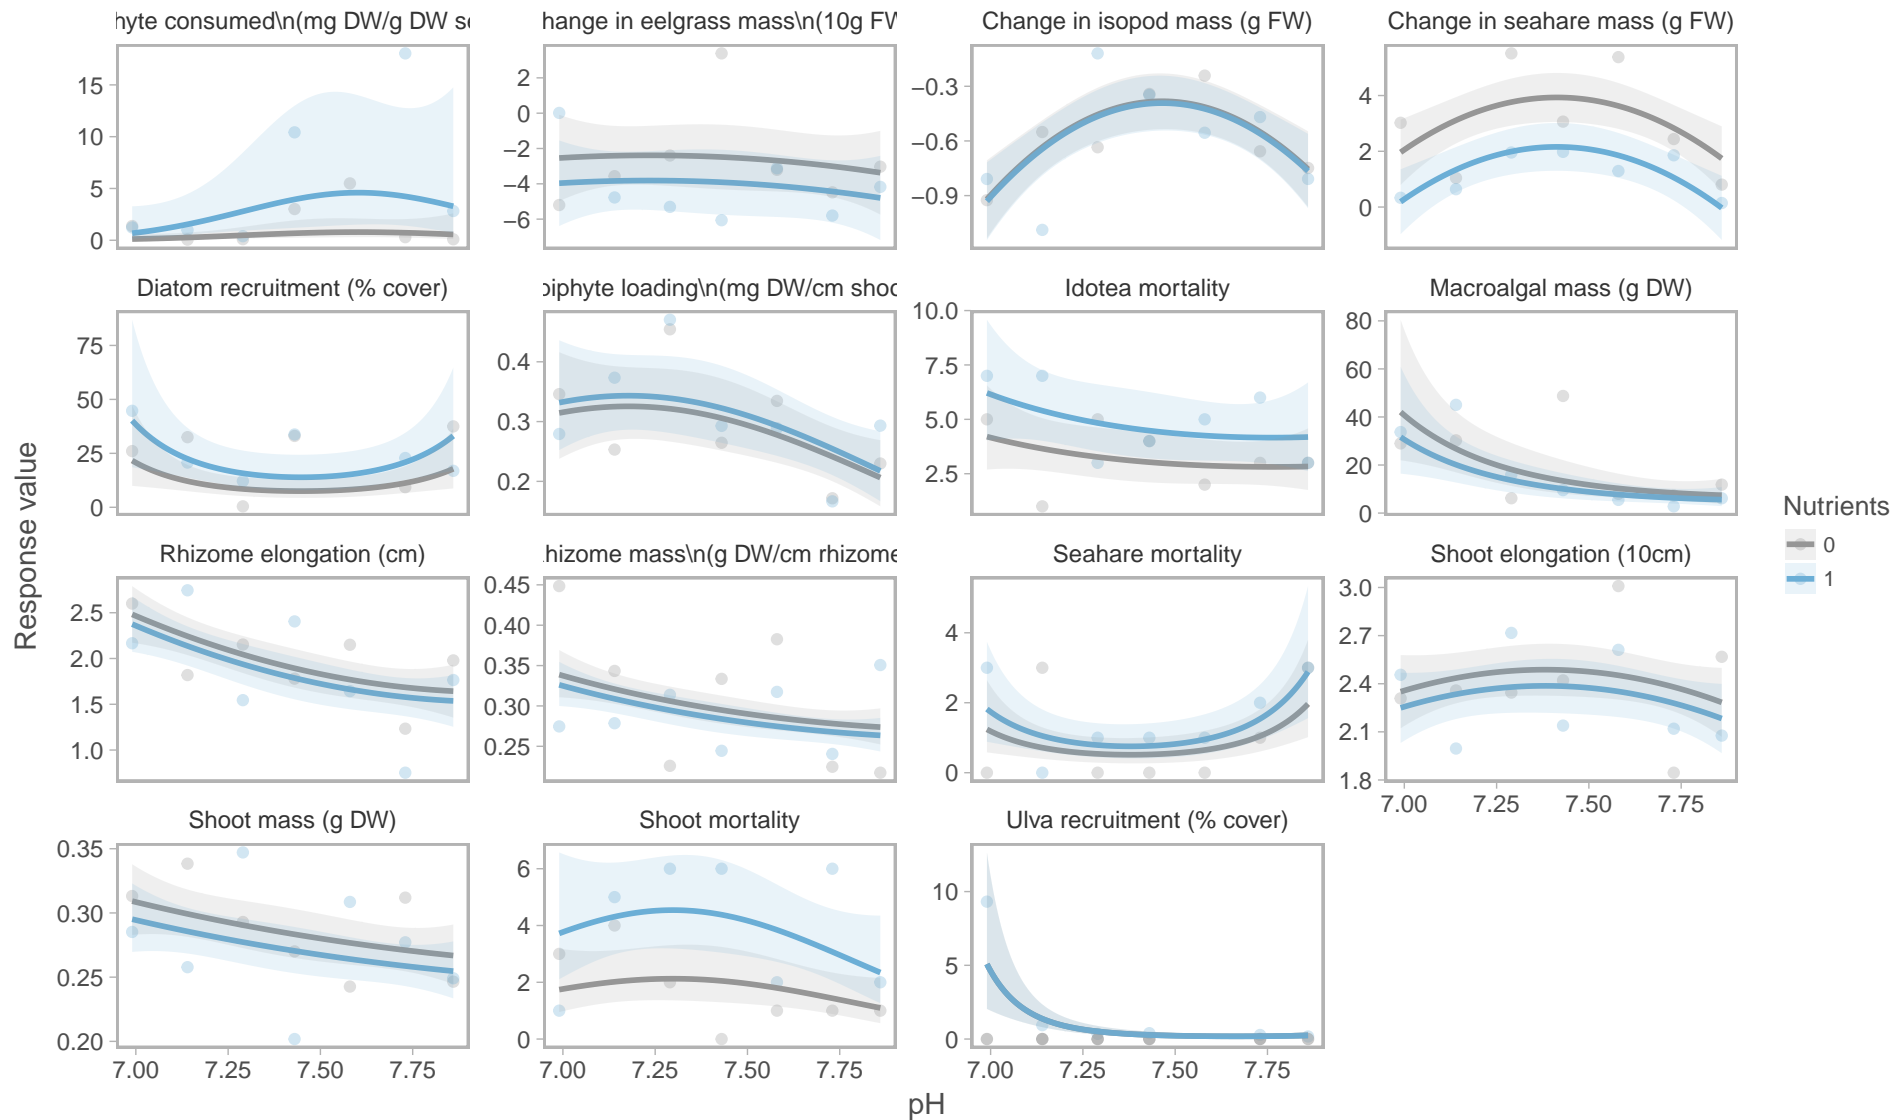 hyte consumed\n(mg DW/g DW se
hange in eelgrass mass\n(10g FW
Change in isopod mass (g FW)
Change in seahare mass (g FW)
15
10
5
0
2
0
−2
−4
−6
−0.3
−0.6
−0.9
4
2
0
Diatom recruitment (% cover)
piphyte loading\n(mg DW/cm shoo
Idotea mortality
Macroalgal mass (g DW)
75
50
25
0
0.4
0.3
0.2
10.0
7.5
5.0
2.5
80
60
40
20
0
Response value
Nutrients
0
1
Rhizome elongation (cm)
hizome mass\n(g DW/cm rhizome
Seahare mortality
Shoot elongation (10cm)
2.5
2.0
1.5
1.0
0.45
0.40
0.35
0.30
0.25
4
2
0
3.0
2.7
2.4
2.1
1.8
7.00 7.25 7.50 7.75
Shoot mass (g DW)
Shoot mortality
Ulva recruitment (% cover)
0.35
0.30
0.25
0.20
6
4
2
0
10
5
0
7.00 7.25 7.50 7.75
7.00 7.25 7.50 7.75
7.00 7.25 7.50 7.75
pH